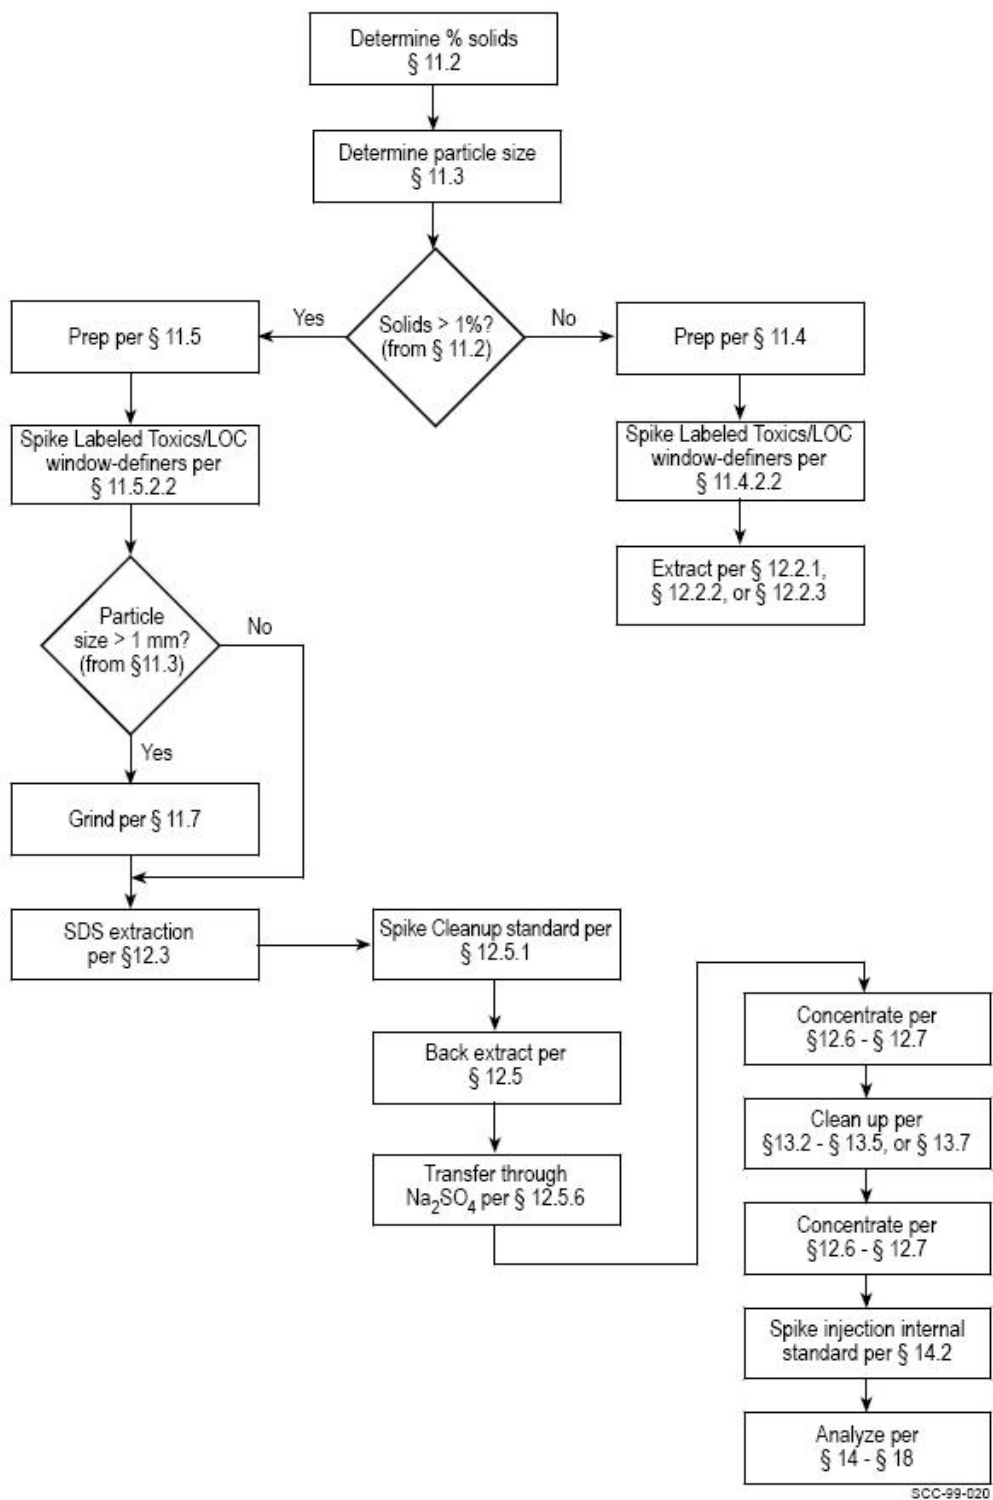 Determine % solids
§ 11.2
Determine particle size
§ 11.3
Solids > 1%?
(from § 11.2)
Yes
No
Prep per § 11.5
Prep per § 11.4
Spike Labeled Toxics/LOC
window-definers per
§ 11.5.2.2
Spike Labeled Toxics/LOC
window-definers per
§ 11.4.2.2
Extract per § 12.2.1,
§ 12.2.2, or § 12.2.3
Particle
size > 1 mm?
(from §11.3)
No
Yes
Grind per § 11.7
SDS extraction
per §12.3
Spike Cleanup standard per
§ 12.5.1
Back extract per
§ 12.5
Transfer through
Na₂SO₄ per § 12.5.6
Concentrate per
§12.6 - § 12.7
Clean up per
§13.2 - § 13.5, or § 13.7
Concentrate per
§12.6 - § 12.7
Spike injection internal
standard per § 14.2
Analyze per
§ 14 - § 18
SCC-99-020